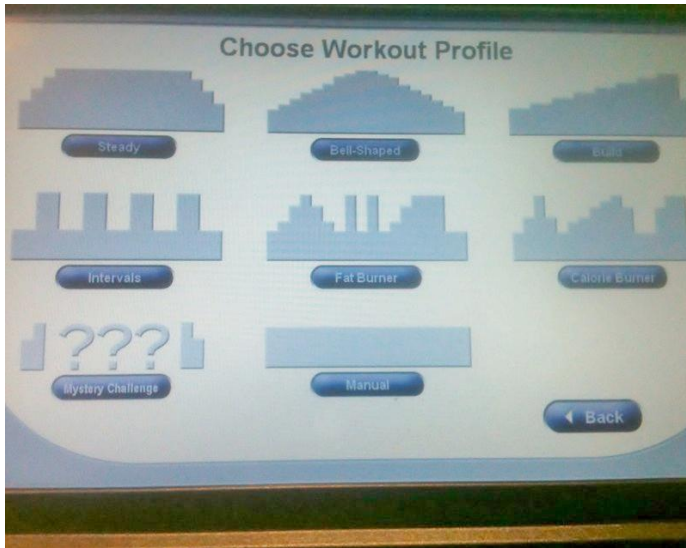 Choose Workout Profile
Steady
Bell-Shaped
Build
Intervals
Fat Burner
Calorie Burner
???
Mystery Challenge
Manual
Back